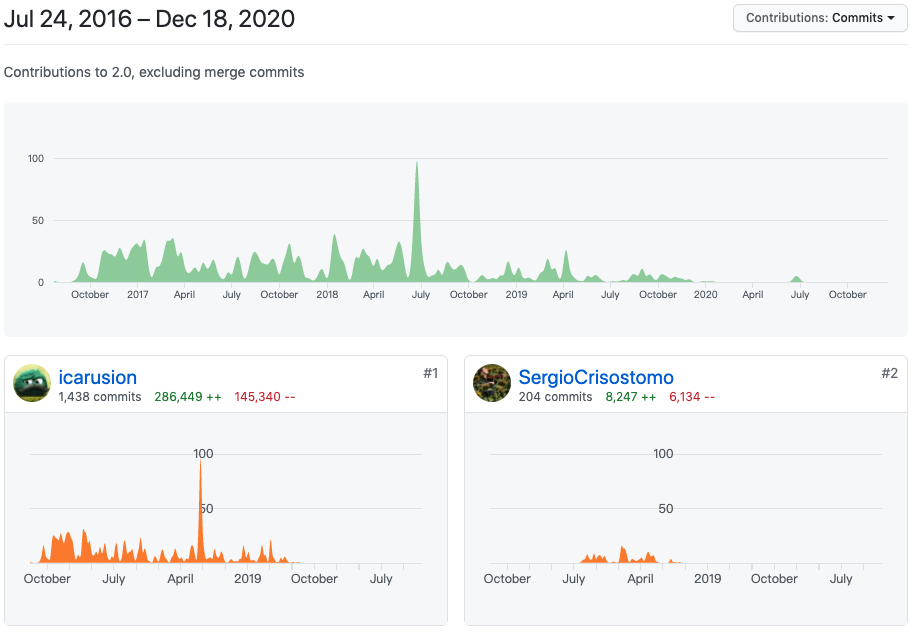 Jul 24, 2016 – Dec 18, 2020
Contributions: Commits
Contributions to 2.0, excluding merge commits
100
50
0
October 2017 April July October 2018 April July October 2019 April July October 2020 April July October
icarusion #1
1,438 commits 286,449 ++ 145,340 --
100
50
October July April 2019 October July
SergioCrisostomo #2
204 commits 8,247 ++ 6,134 --
100
50
October July April 2019 October July